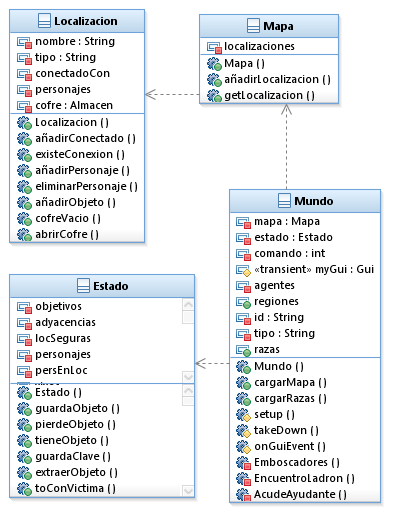 Localizacion
nombre : String
tipo : String
conectadoCon
personajes
cofre : Almacen
Localizacion ()
añadirConectado ()
existeConexion ()
añadirPersonaje ()
eliminarPersonaje ()
añadirObjeto ()
cofreVacio ()
abrirCofre ()
Mapa
localizaciones
Mapa ()
añadirLocalizacion ()
getLocalizacion ()
Estado
objetivos
adyacencias
locSeguras
personajes
persEnLoc
Estado ()
guardaObjeto ()
pierdeObjeto ()
tieneObjeto ()
guardaClave ()
extraerObjeto ()
toConVictima ()
Mundo
mapa : Mapa
estado : Estado
comando : int
«transient» myGui : Gui
agentes
regiones
id : String
tipo : String
razas
Mundo ()
cargarMapa ()
cargarRazas ()
setup ()
takeDown ()
onGuiEvent ()
Emboscadores ()
EncuentroLadron ()
AcudeAyudante ()